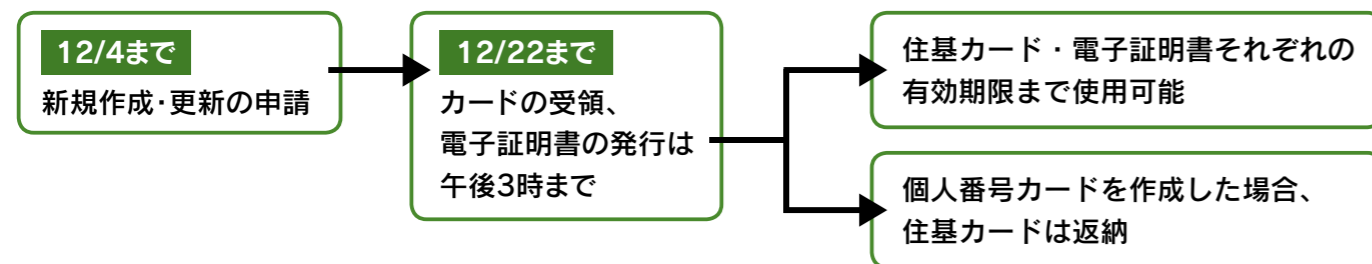 12/4まで
新規作成・更新の申請
12/22まで
カードの受領、
電子証明書の発行は
午後3時まで
住基カード・電子証明書それぞれの
有効期限まで使用可能
個人番号カードを作成した場合、
住基カードは返納